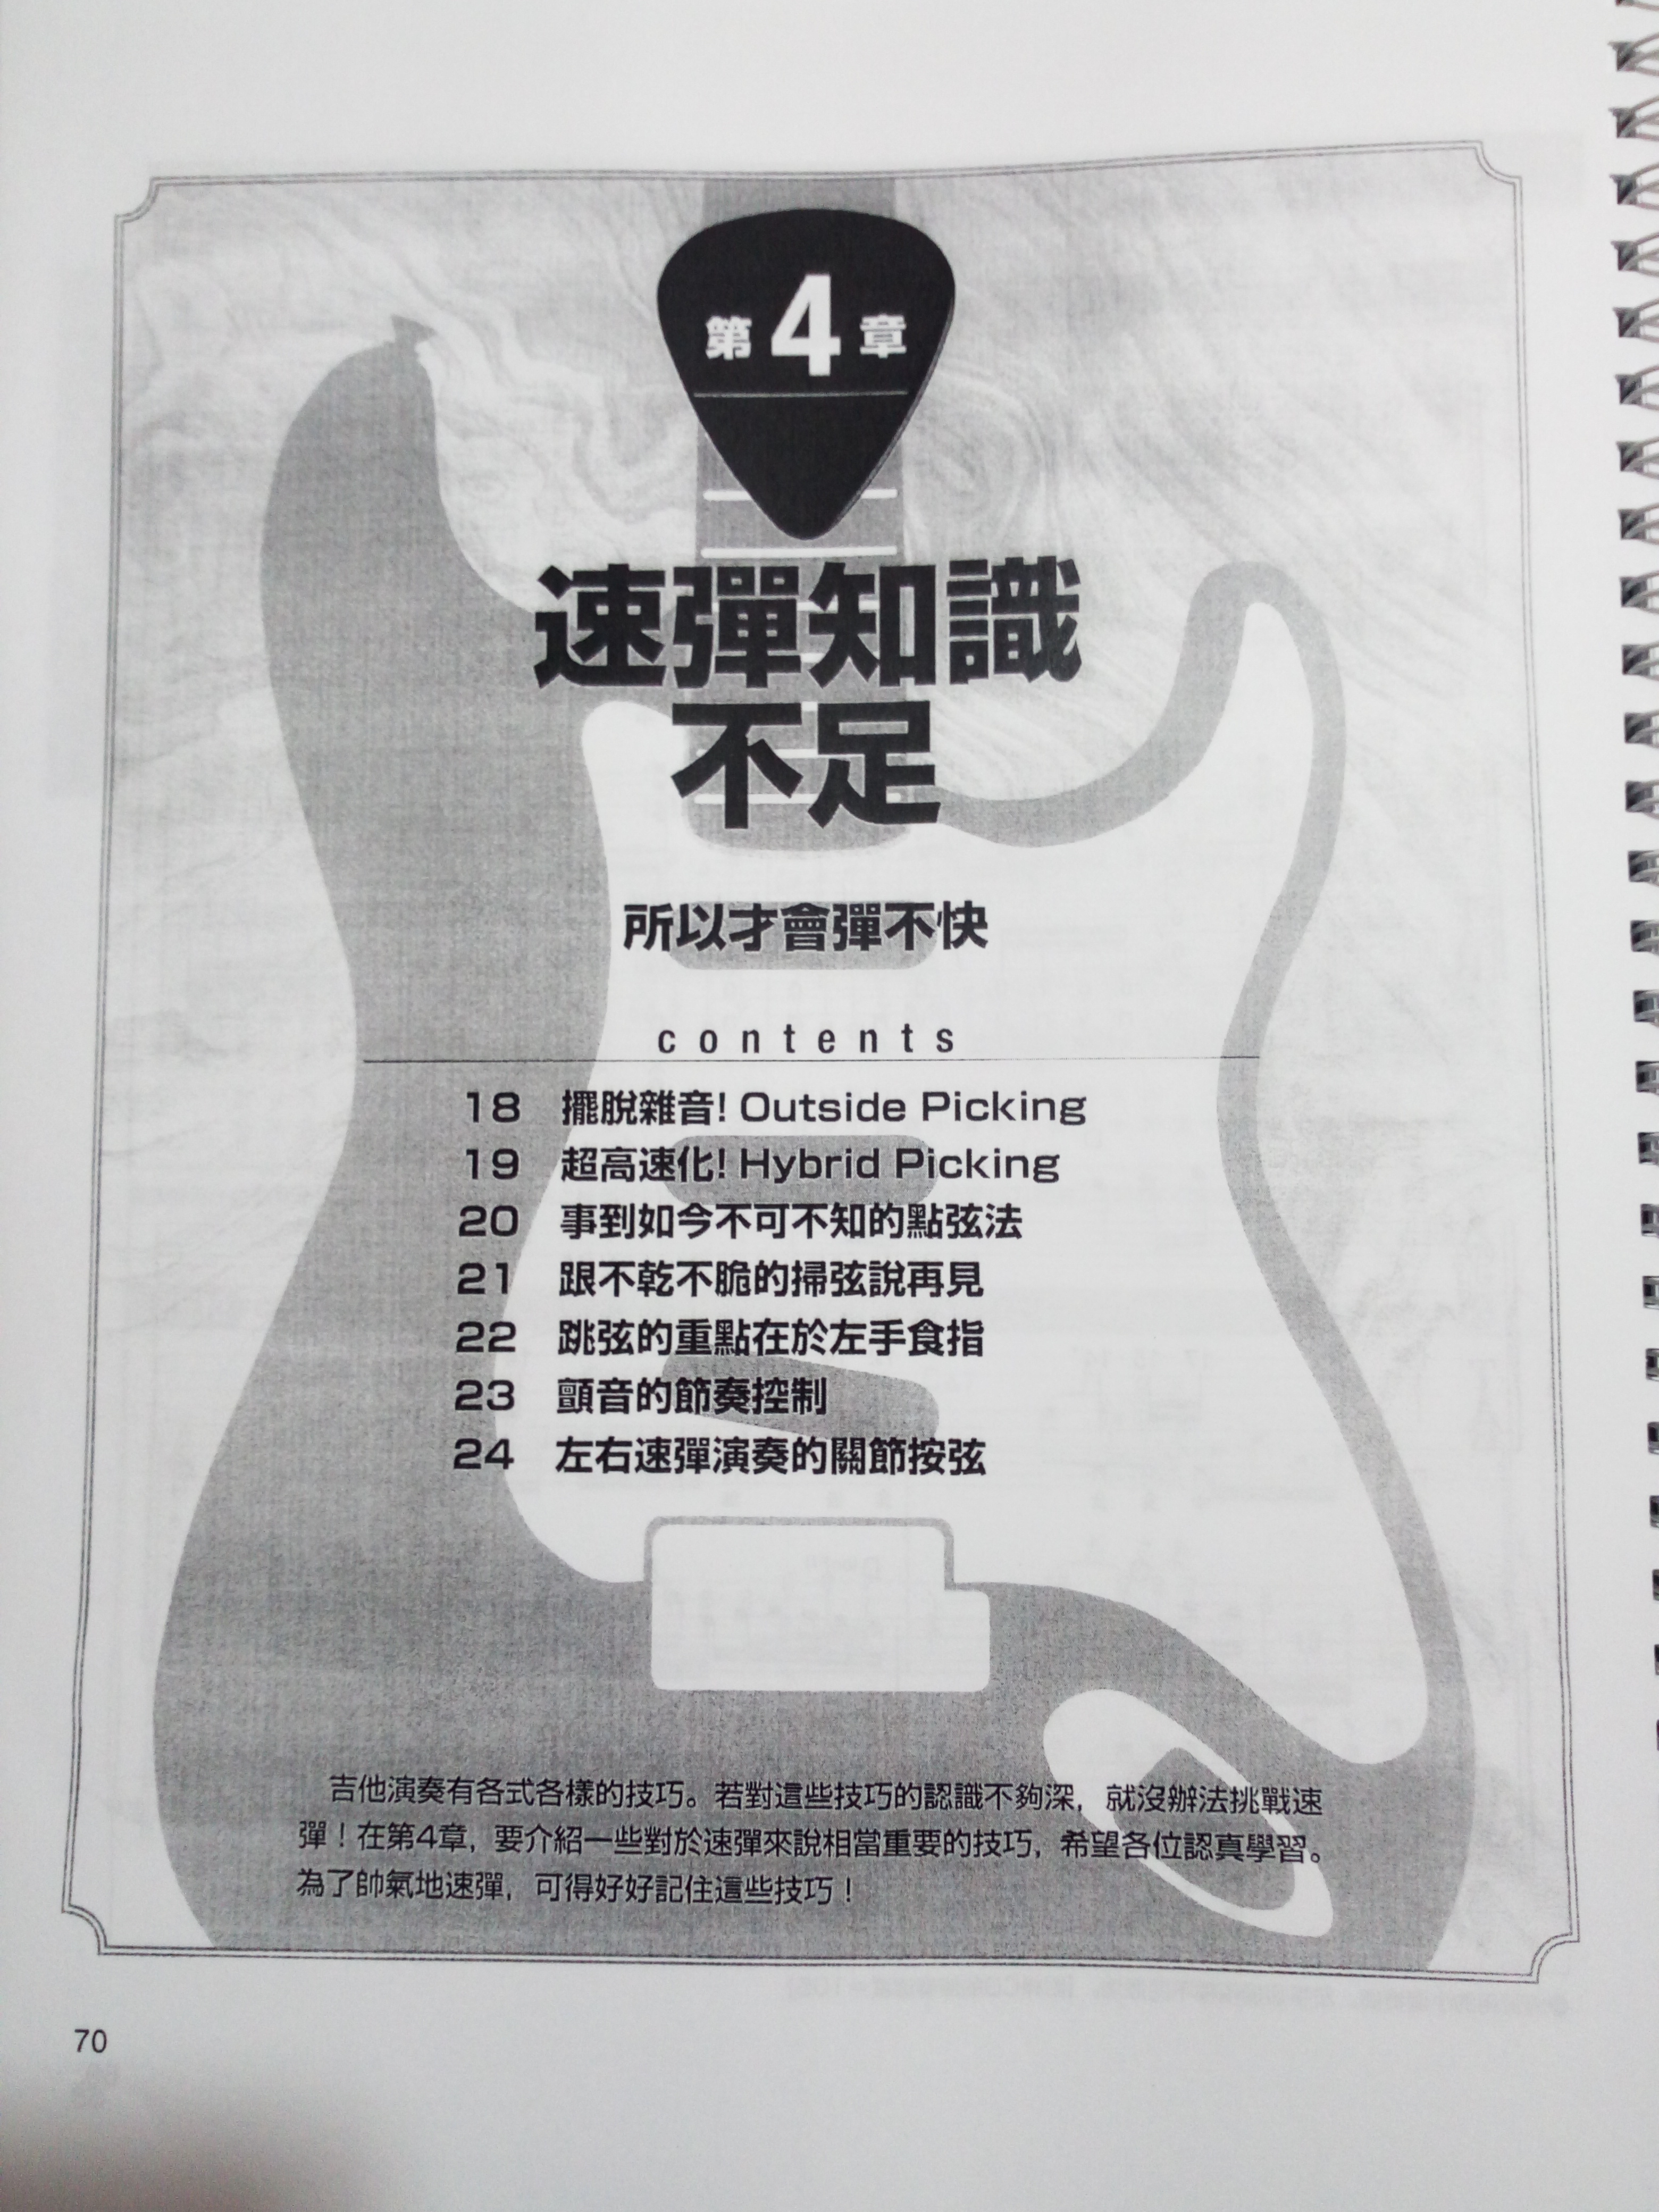 第4章
速彈知識
不足
所以才會彈不快
contents
18 擺脫雜音! Outside Picking
19 超高速化! Hybrid Picking
20 事到如今不可不知的點弦法
21 跟不乾不脆的掃弦說再見
22 跳弦的重點在於左手食指
23 顫音的節奏控制
24 左右速彈演奏的關節按弦
吉他演奏有各式各樣的技巧。若對這些技巧的認識不夠深，就沒辦法挑戰速
彈！在第4章，要介紹一些對於速彈來說相當重要的技巧，希望各位認真學習。
為了帥氣地速彈，可得好好記住這些技巧！
70